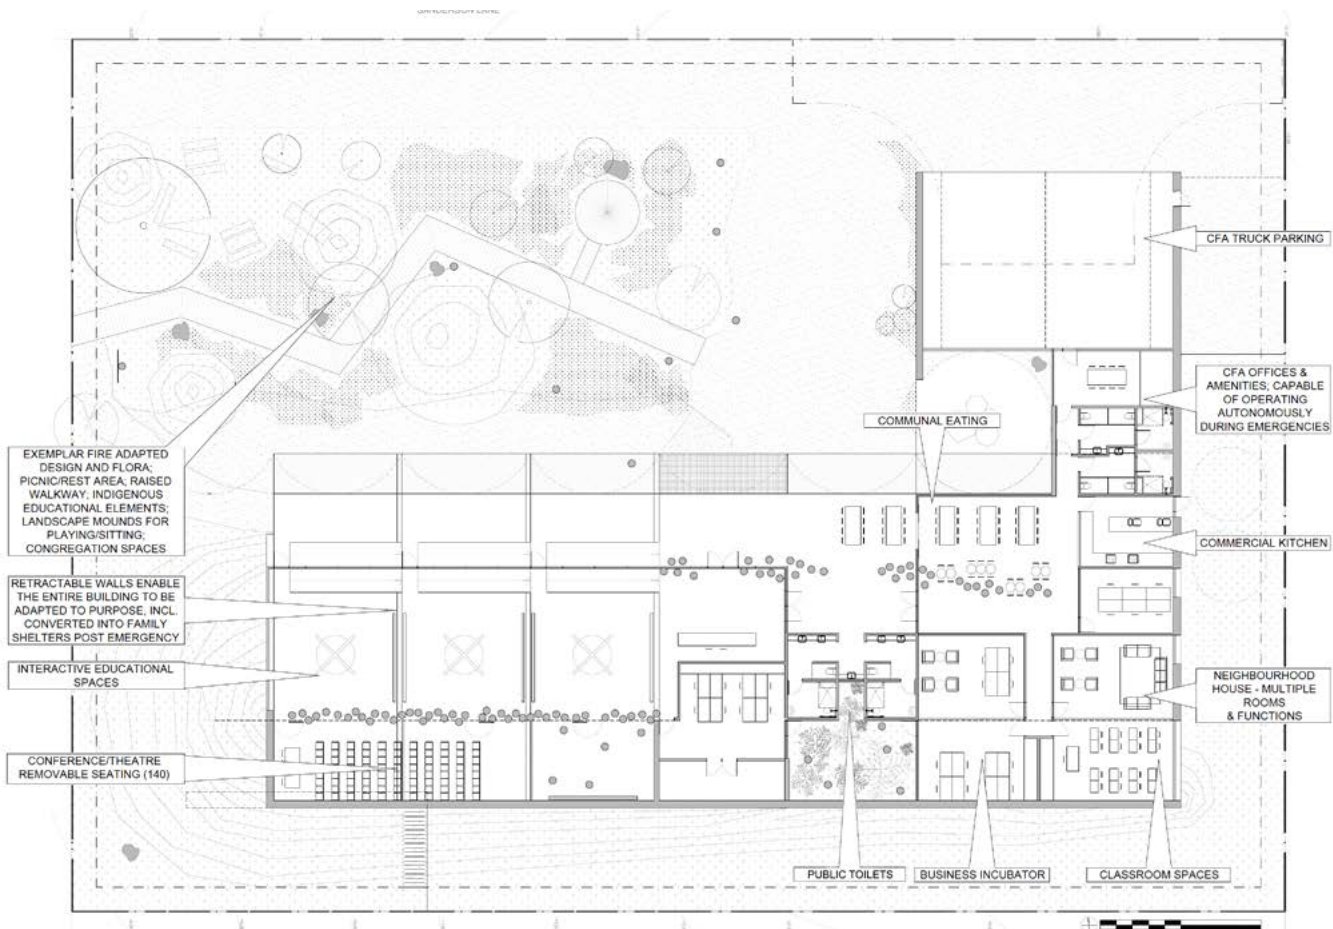 SANDERSON LANE
CFA TRUCK PARKING
CFA OFFICES &
AMENITIES; CAPABLE
OF OPERATING
AUTONOMOUSLY
DURING EMERGENCIES
COMMUNAL EATING
EXEMPLAR FIRE ADAPTED
DESIGN AND FLORA;
PICNIC/REST AREA; RAISED
WALKWAY; INDIGENOUS
EDUCATIONAL ELEMENTS;
LANDSCAPE MOUNDS FOR
PLAYING/SITTING;
CONGREGATION SPACES
COMMERCIAL KITCHEN
RETRACTABLE WALLS ENABLE
THE ENTIRE BUILDING TO BE
ADAPTED TO PURPOSE, INCL.
CONVERTED INTO FAMILY
SHELTERS POST EMERGENCY
INTERACTIVE EDUCATIONAL
SPACES
NEIGHBOURHOOD
HOUSE - MULTIPLE
ROOMS
& FUNCTIONS
CONFERENCE/THEATRE
REMOVABLE SEATING (140)
PUBLIC TOILETS
BUSINESS INCUBATOR
CLASSROOM SPACES